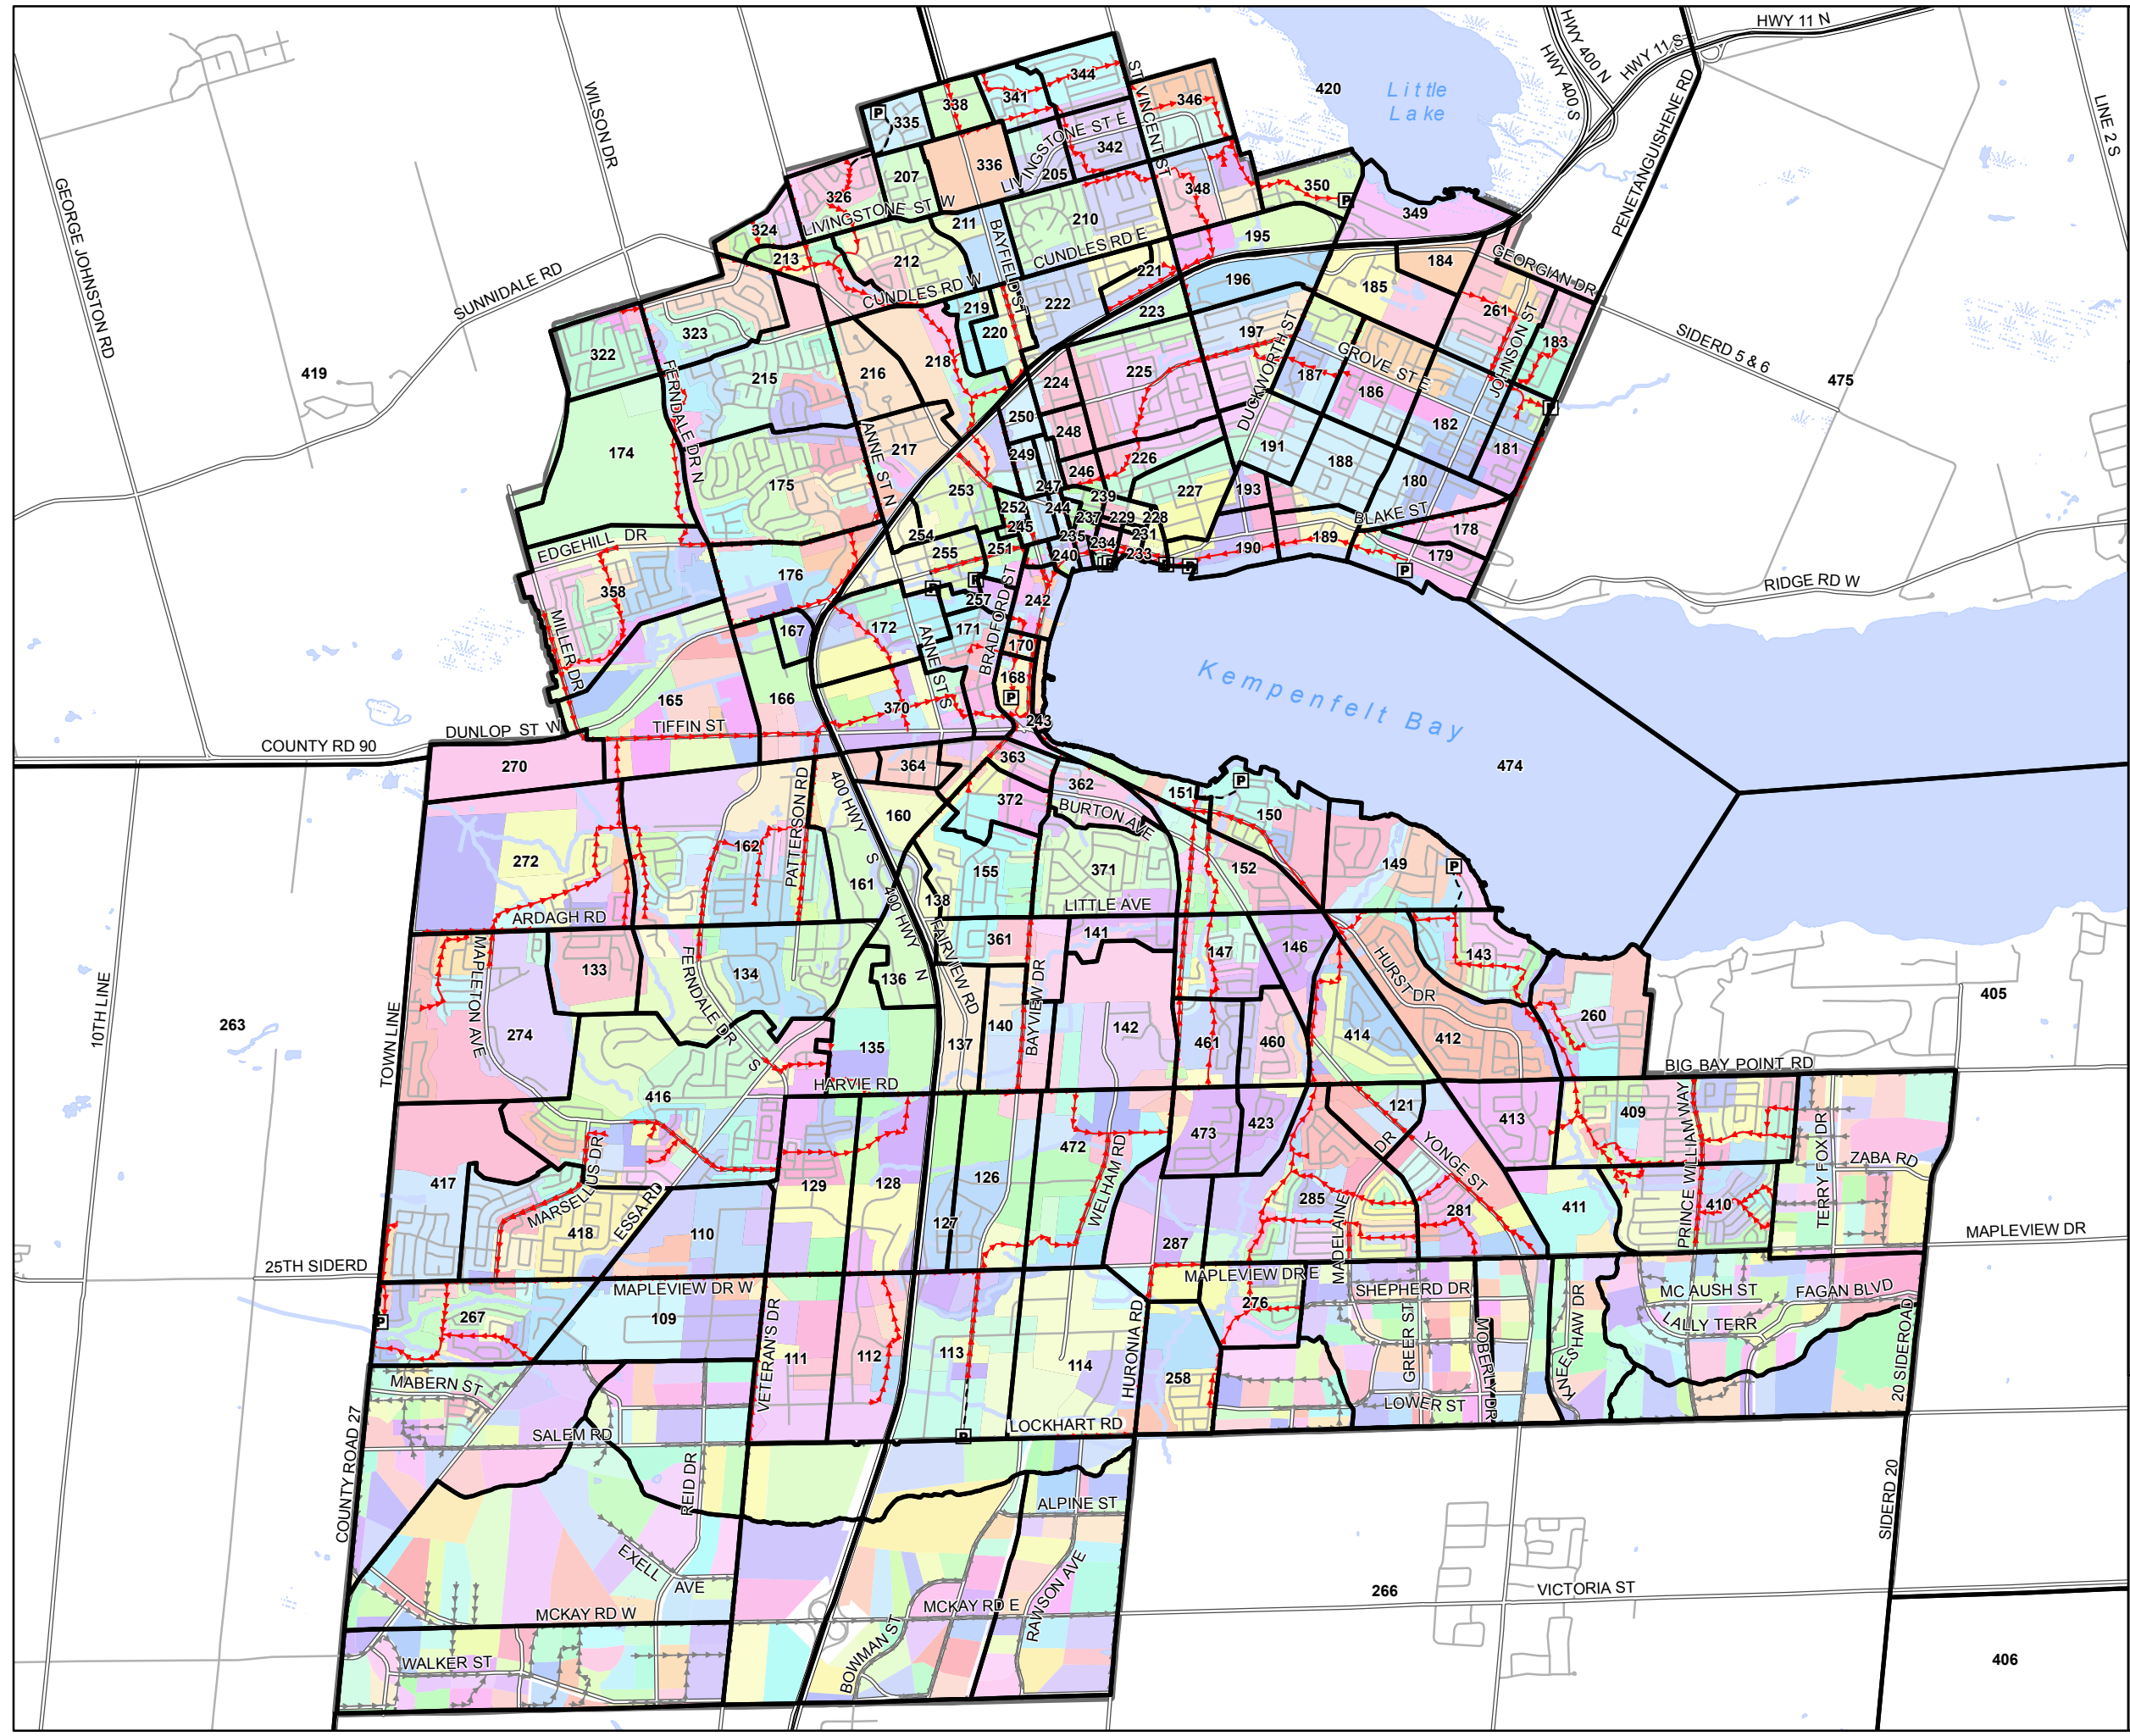 HWY 11 N
HWY 400 N
HWY 11 S
HWY 400 S
PENETANGUISHENE RD
LINE 2 S
WILSON DR
ST VINCENT ST
344
341
338
346
335
420
Little
Lake
LIVINGSTONE ST E
342
336
205
207
348
350
326
349
LIVINGSTONE ST W
324
211
210
195
BAYFIELD ST
CUNDLES RD E
213
212
184
GEORGIAN DR
GEORGE JOHNSTON RD
SUNNIDALE RD
221
196
185
CUNDLES RD W
219
222
223
261
JOHNSON ST
220
197
323
322
183
SIDERD 5 & 6
DUCKWORTH ST
GROVE ST E
419
FERNDALE DR N
215
216
218
224
225
187
186
475
250
248
182
ANNE ST N
217
249
191
181
174
226
246
188
175
253
247
239
227
193
180
252
244
237
229
228
BLAKE ST
178
245
235
234
231
EDGEHILL DR
254
255
251
240
233
190
189
179
176
RIDGE RD W
358
257
242
BRADFORD ST
MILLER DR
167
172
171
ANNE ST S
170
168
Kempenfelt Bay
165
166
370
243
DUNLOP ST W
TIFFIN ST
COUNTY RD 90
270
364
363
474
PATTERSON RD
400 HWY S
362
151
372
BURTON AVE
160
150
272
162
155
371
152
149
161
138
400 HWY N
LITTLE AVE
ARDAGH RD
FAIRVIEW RD
361
141
147
146
HURST DR
143
MAPLETON AVE
133
134
FERNDALE DR S
136
405
10TH LINE
263
TOWN LINE
274
137
140
BAYVIEW DR
142
461
460
414
412
260
135
HARVIE RD
BIG BAY POINT RD
416
121
413
409
PRINCE WILLIAM WAY
TERRY FOX DR
473
423
YONGE ST
DR
472
WELHAM RD
ZABA RD
MARSELLUS DR
417
129
128
126
285
MADELAINE
281
411
410
ESSA RD
418
110
127
287
MAPLEVIEW DR
25TH SIDERD
MAPLEVIEW DR W
MAPLEVIEW DR E
SHEPHERD DR
MC AUSH ST
FAGAN BLVD
276
267
109
VETERAN'S DR
HURONIA RD
GREER ST
MOBERLY DR
KNEESHAW DR
LALLY TERR
20 SIDEROAD
111
112
113
114
258
MABERN ST
LOWER ST
LOCKHART RD
SALEM RD
COUNTY ROAD 27
REID DR
ALPINE ST
SIDERD 20
EXELL AVE
RAWSON AVE
266
VICTORIA ST
MCKAY RD W
MCKAY RD E
BOWMAN ST
WALKER ST
406
P
P
P
P
P
P
P
P
P
P
P
P
P
P